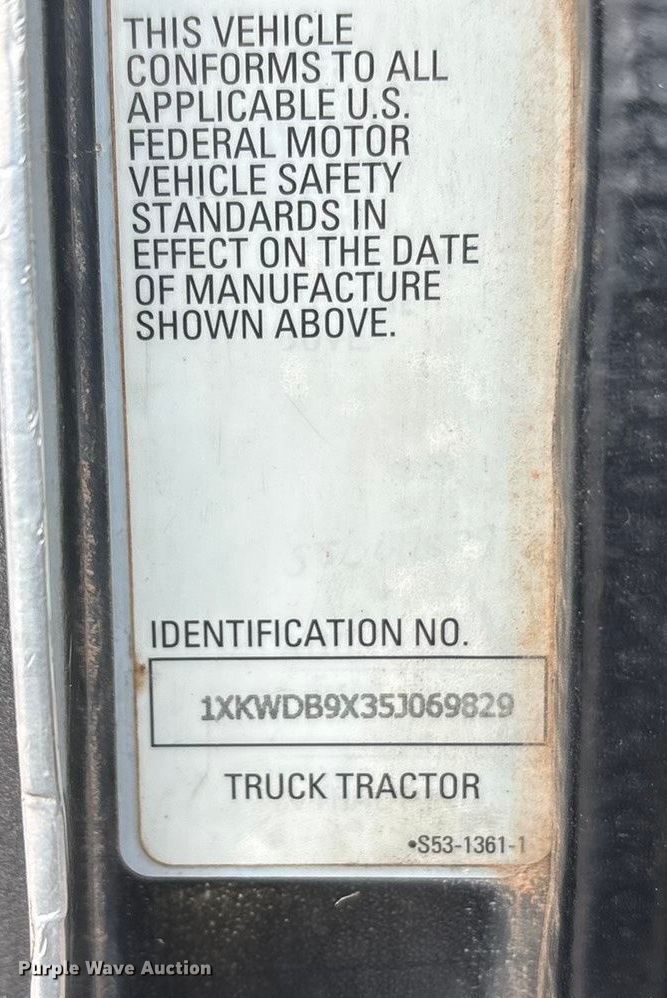 THIS VEHICLE
CONFORMS TO ALL
APPLICABLE U.S.
FEDERAL MOTOR
VEHICLE SAFETY
STANDARDS IN
EFFECT ON THE DATE
OF MANUFACTURE
SHOWN ABOVE.
IDENTIFICATION NO.
1XKWDB9X35J069829
TRUCK TRACTOR
•S53-1361-1
Purple Wave Auction